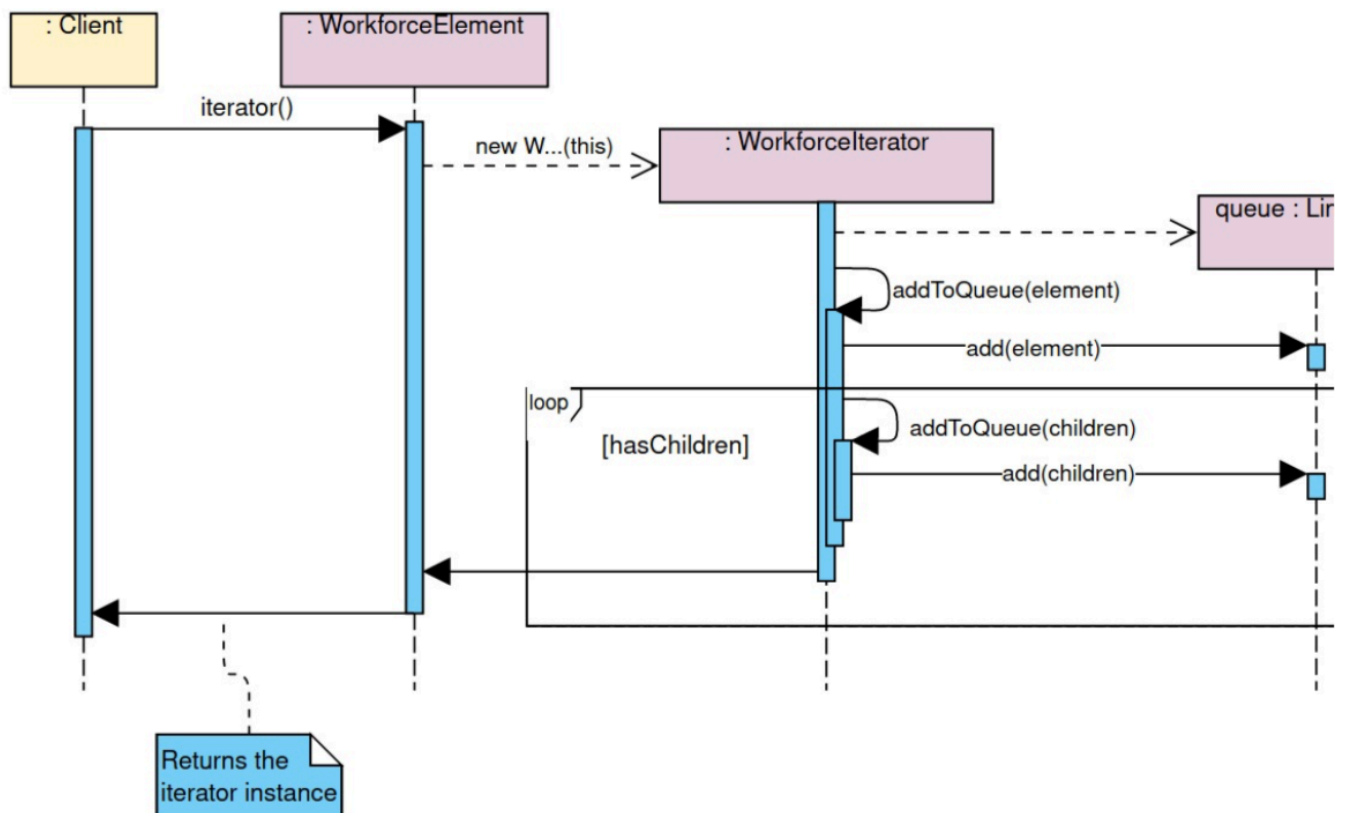 : Client
: WorkforceElement
iterator()
new W...(this)
: WorkforceIterator
queue : Lin
addToQueue(element)
add(element)
loop
addToQueue(children)
[hasChildren]
add(children)
Returns the
iterator instance